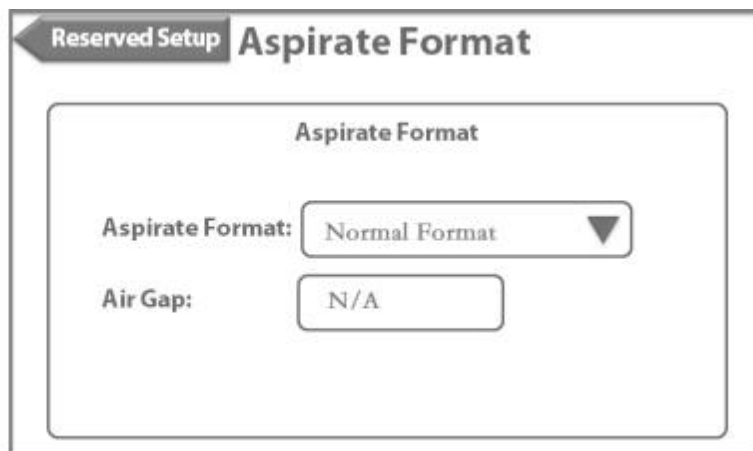 Reserved Setup Aspirate Format
Aspirate Format
Aspirate Format: Normal Format
Air Gap: N/A